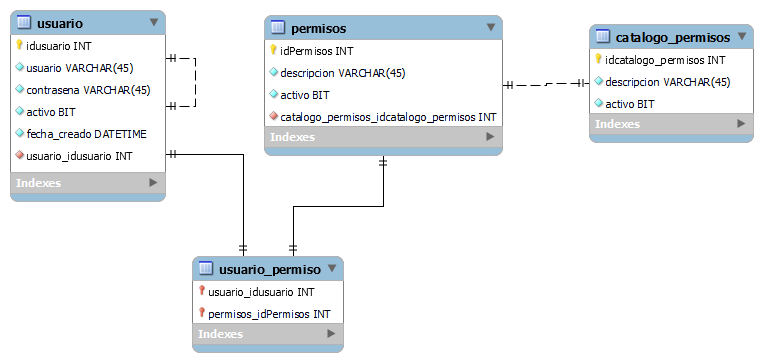 usuario
idusuario INT
usuario VARCHAR(45)
contrasena VARCHAR(45)
activo BIT
fecha_creado DATETIME
usuario_idusuario INT
Indexes
permisos
idPermisos INT
descripcion VARCHAR(45)
activo BIT
catalogo_permisos_idcatalogo_permisos INT
Indexes
catalogo_permisos
idcatalogo_permisos INT
descripcion VARCHAR(45)
activo BIT
Indexes
usuario_permiso
usuario_idusuario INT
permisos_idPermisos INT
Indexes